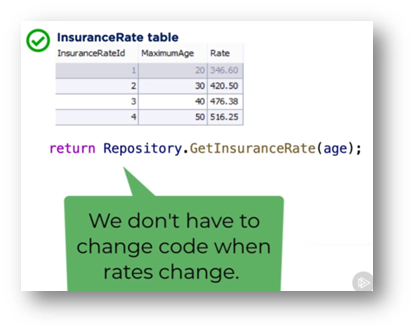 InsuranceRate table
InsuranceRateId MaximumAge Rate
1 20 346.60
2 30 420.50
3 40 476.38
4 50 516.25
return Repository.GetInsuranceRate(age);
We don't have to
change code when
rates change.